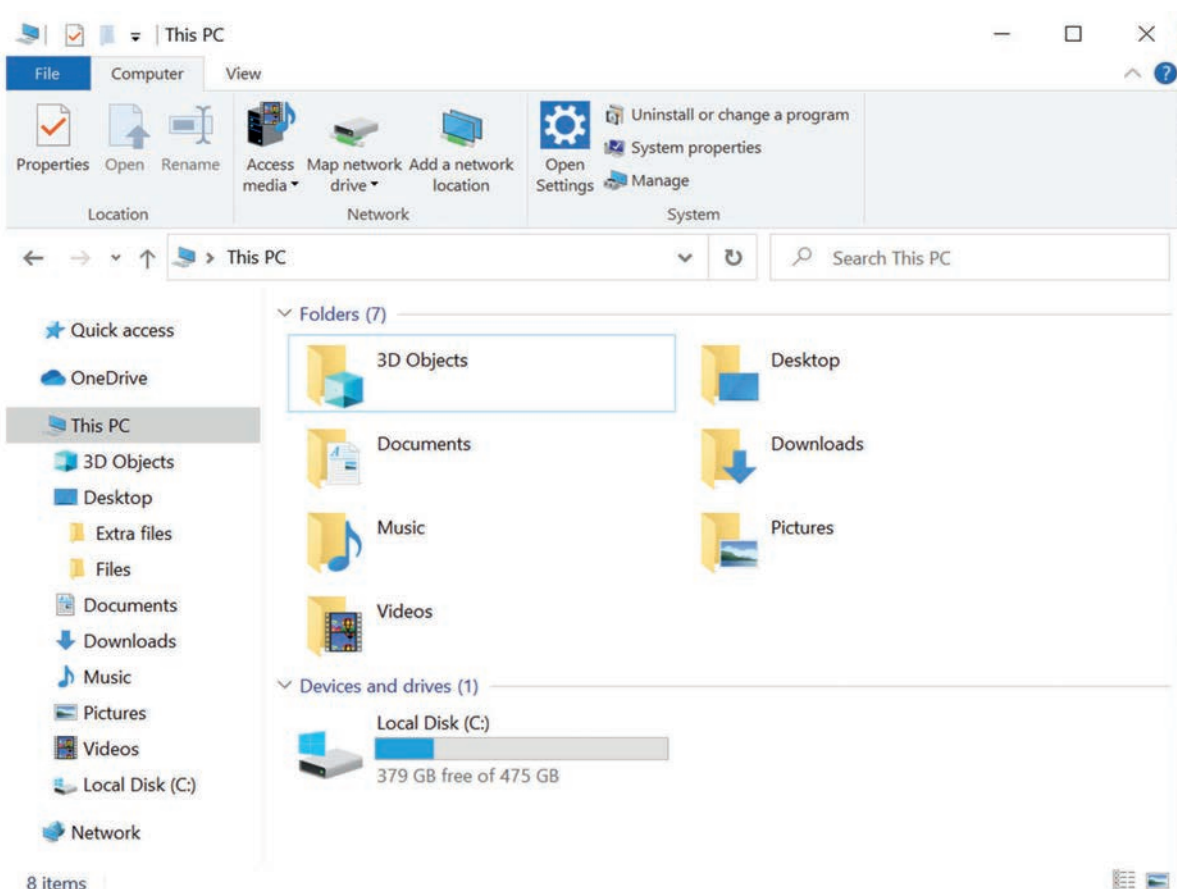 This PC
File Computer View
Properties Open Rename
Access media
Map network drive
Add a network location
Open Settings
Uninstall or change a program
System properties
Manage
Location Network System
This PC
Search This PC
Quick access
OneDrive
This PC
3D Objects
Desktop
Extra files
Files
Documents
Downloads
Music
Pictures
Videos
Local Disk (C:)
Network
Folders (7)
3D Objects
Desktop
Documents
Downloads
Music
Pictures
Videos
Devices and drives (1)
Local Disk (C:)
379 GB free of 475 GB
8 items